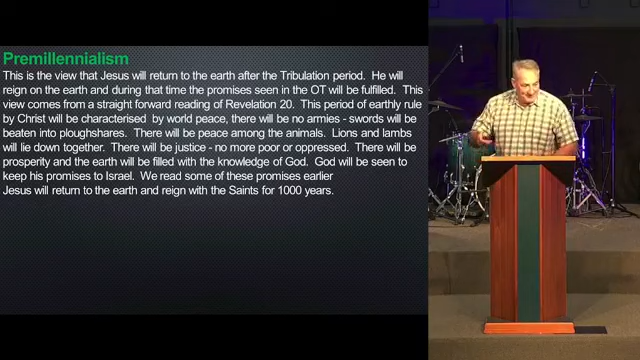 Premillennialism
This is the view that Jesus will return to the earth after the Tribulation period.  He will
reign on the earth and during that time the promises seen in the OT will be fulfilled.  This
view comes from a straight forward reading of Revelation 20.  This period of earthly rule
by Christ will be characterised by world peace, there will be no armies - swords will be
beaten into ploughshares.  There will be peace among the animals.  Lions and lambs
will lie down together.  There will be justice - no more poor or oppressed.  There will be
prosperity and the earth will be filled with the knowledge of God.  God will be seen to
keep his promises to Israel.  We read some of these promises earlier
Jesus will return to the earth and reign with the Saints for 1000 years.